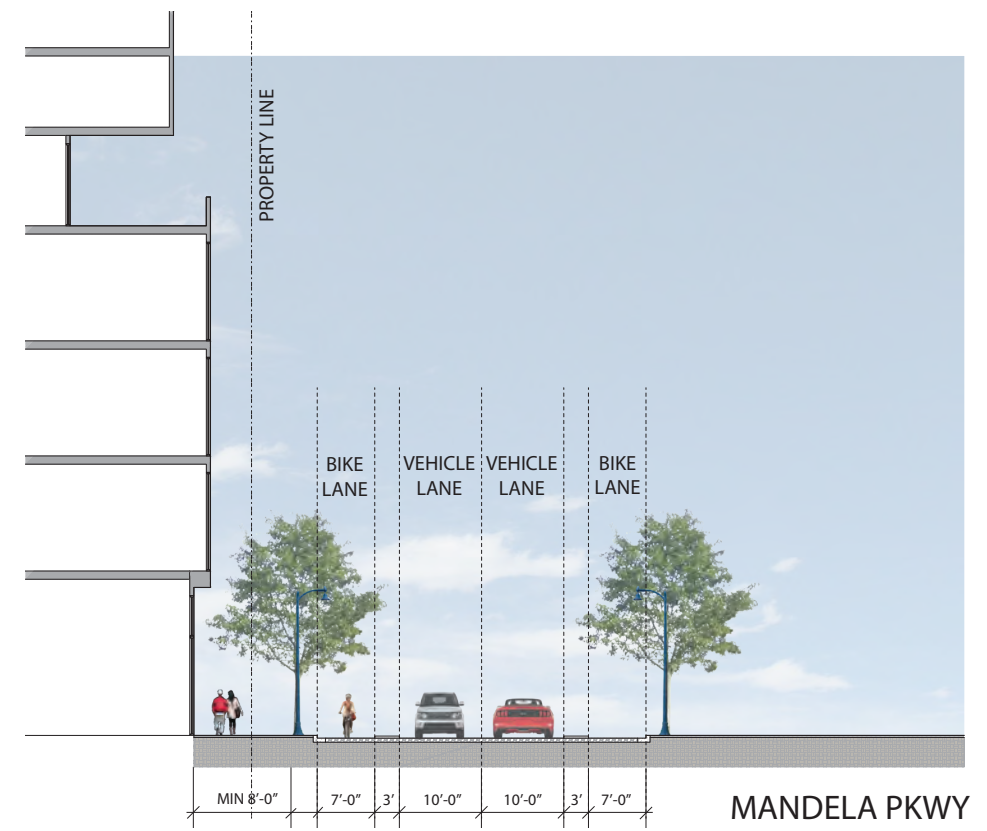 PROPERTY LINE
BIKE
LANE
VEHICLE
LANE
VEHICLE
LANE
BIKE
LANE
MIN 8'-0" 7'-0" 3' 10'-0" 10'-0" 3' 7'-0"
MANDELA PKWY